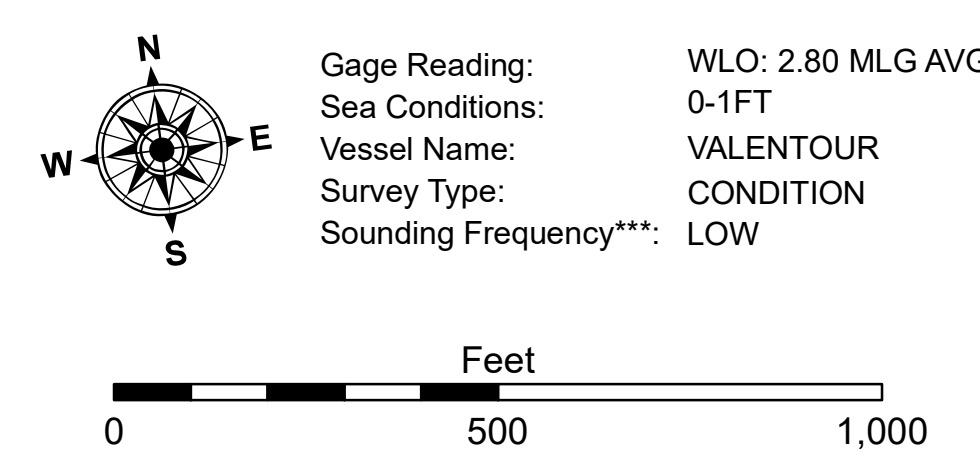 N
W E
S
Gage Reading: WLO: 2.80 MLG AVG
Sea Conditions: 0-1FT
Vessel Name: VALENTOUR
Survey Type: CONDITION
Sounding Frequency***: LOW
Feet
0 500 1,000